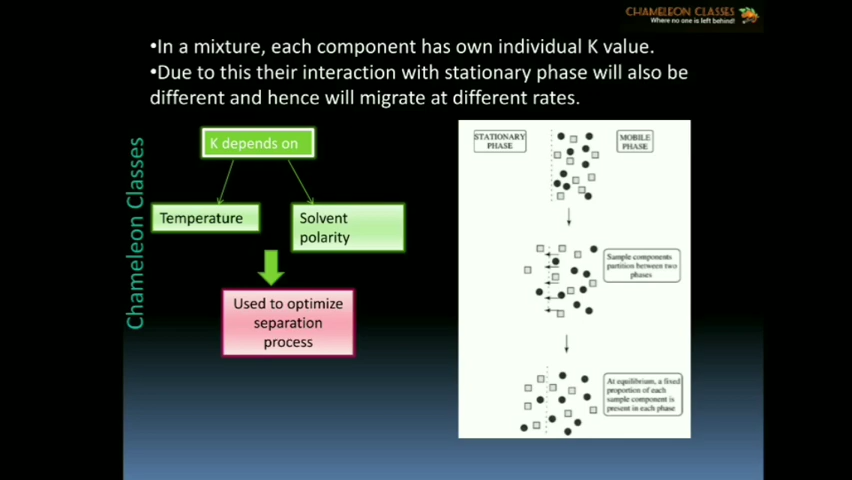 CHAMELEON CLASSES
Where no one is left behind!
•In a mixture, each component has own individual K value.
•Due to this their interaction with stationary phase will also be
different and hence will migrate at different rates.
Chameleon Classes
K depends on
Temperature
Solvent
polarity
Used to optimize
separation
process
STATIONARY
PHASE
MOBILE
PHASE
Sample components
partition between two
phases
At equilibrium, a fixed
proportion of each
sample component is
present in each phase